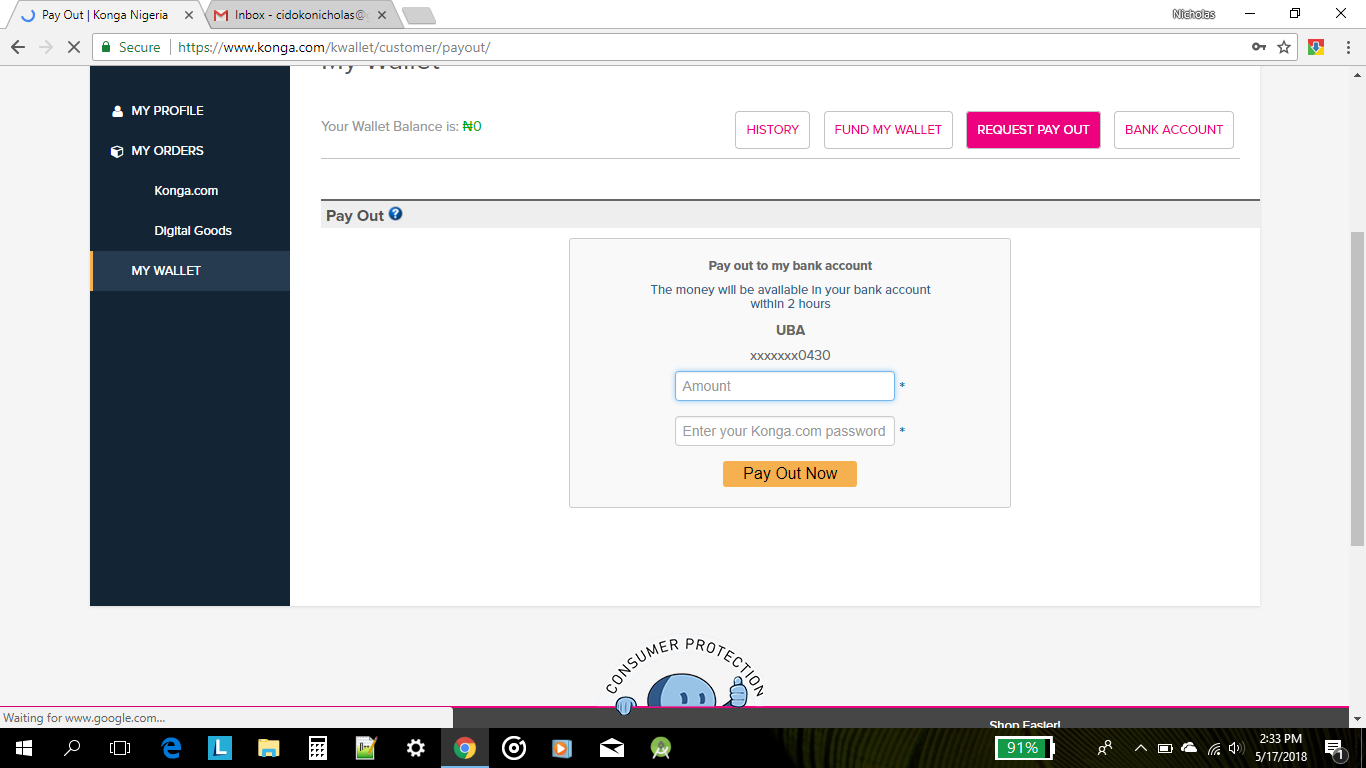 Pay Out | Konga Nigeria
Inbox - cidokonicholas@
Nicholas
Secure
https://www.konga.com/kwallet/customer/payout/
My Wallet
MY PROFILE
MY ORDERS
Konga.com
Digital Goods
MY WALLET
Your Wallet Balance is: ₦0
HISTORY
FUND MY WALLET
REQUEST PAY OUT
BANK ACCOUNT
Pay Out ?
Pay out to my bank account
The money will be available in your bank account
within 2 hours
UBA
xxxxxxx0430
Amount *
Enter your Konga.com password *
Pay Out Now
CONSUMER PROTECTION
Waiting for www.google.com...
Shop Easier!
L
91%
2:33 PM
5/17/2018
1